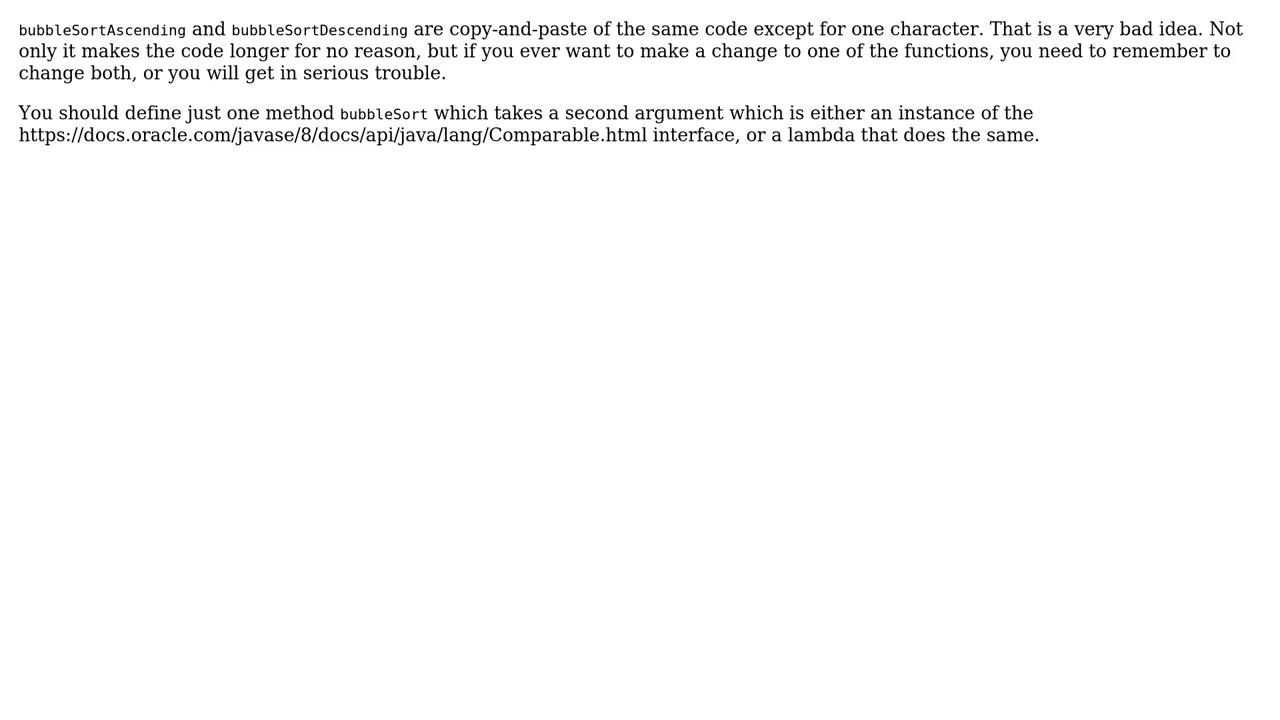 bubbleSortAscending and bubbleSortDescending are copy-and-paste of the same code except for one character. That is a very bad idea. Not
only it makes the code longer for no reason, but if you ever want to make a change to one of the functions, you need to remember to
change both, or you will get in serious trouble.
You should define just one method bubbleSort which takes a second argument which is either an instance of the
https://docs.oracle.com/javase/8/docs/api/java/lang/Comparable.html interface, or a lambda that does the same.